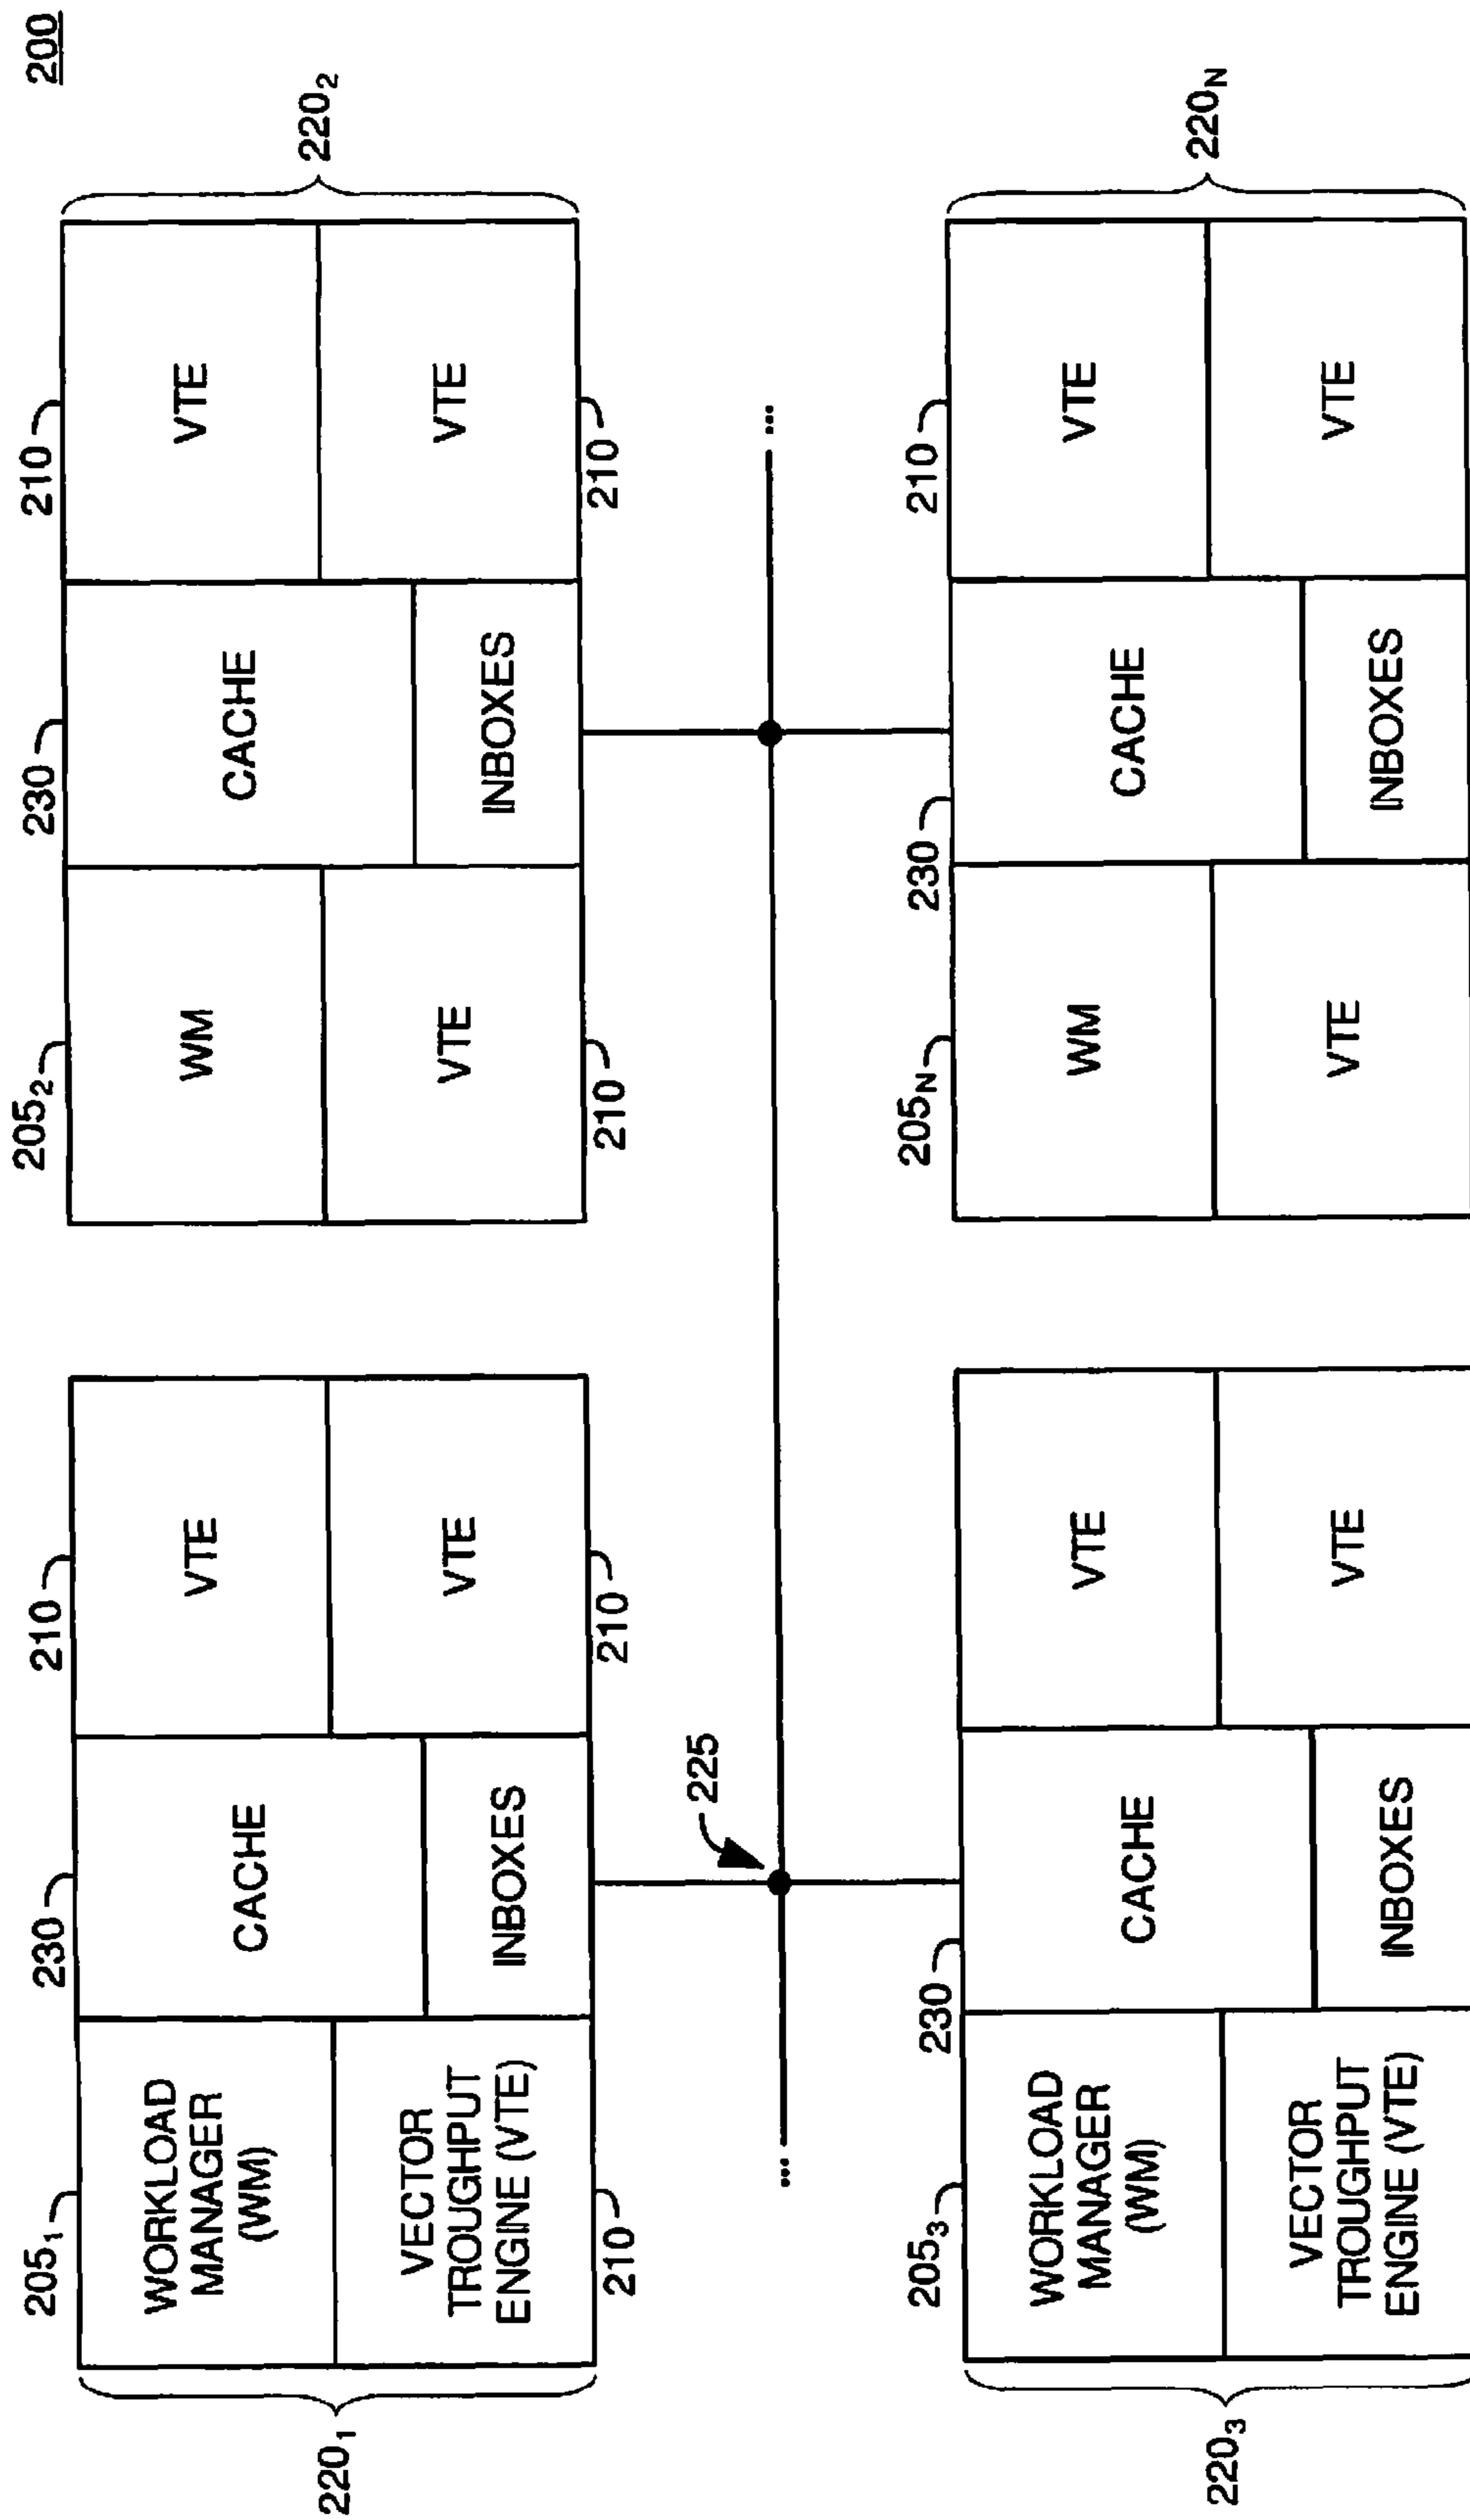 200
205₁
230
210
205₂
230
210
WORKLOAD
MANAGER
(WM)
CACHE
VTE
WM
CACHE
VTE
220₁
220₂
VECTOR
TROUGHPUT
ENGINE (VTE)
INBOXES
VTE
VTE
INBOXES
VTE
210
210
210
210
225
...
...
205₃
230
205N
230
210
WORKLOAD
MANAGER
(WM)
CACHE
VTE
WM
CACHE
VTE
220₃
220N
VECTOR
TROUGHPUT
ENGINE (VTE)
INBOXES
VTE
VTE
INBOXES
VTE